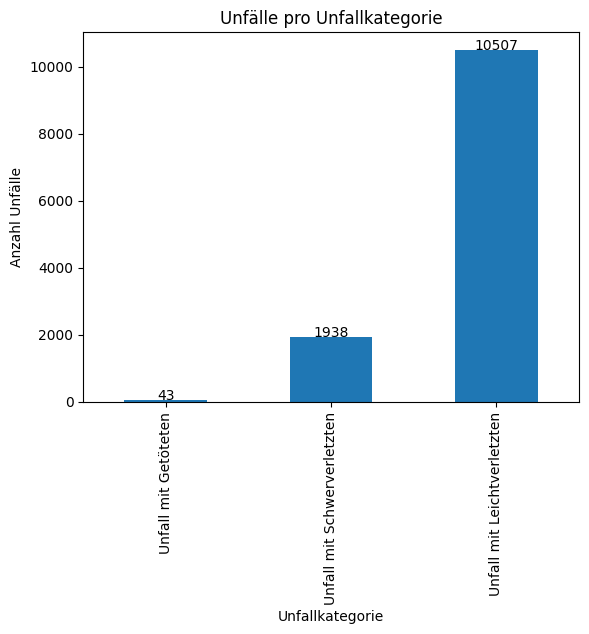 Unfälle pro Unfallkategorie
Anzahl Unfälle
10000
8000
6000
4000
2000
0
43
1938
10507
Unfall mit Getöteten
Unfall mit Schwerverletzten
Unfall mit Leichtverletzten
Unfallkategorie